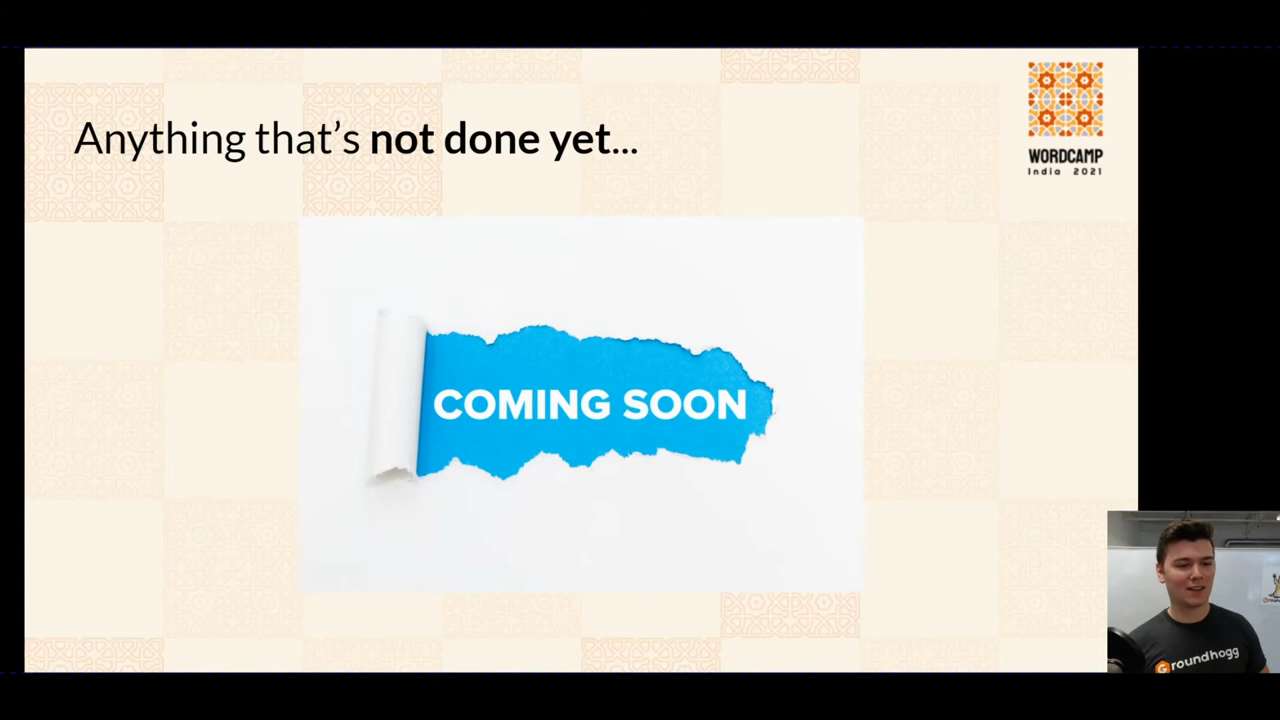 Anything that’s not done yet...
WORDCAMP
India 2021
COMING SOON
Groundhogg